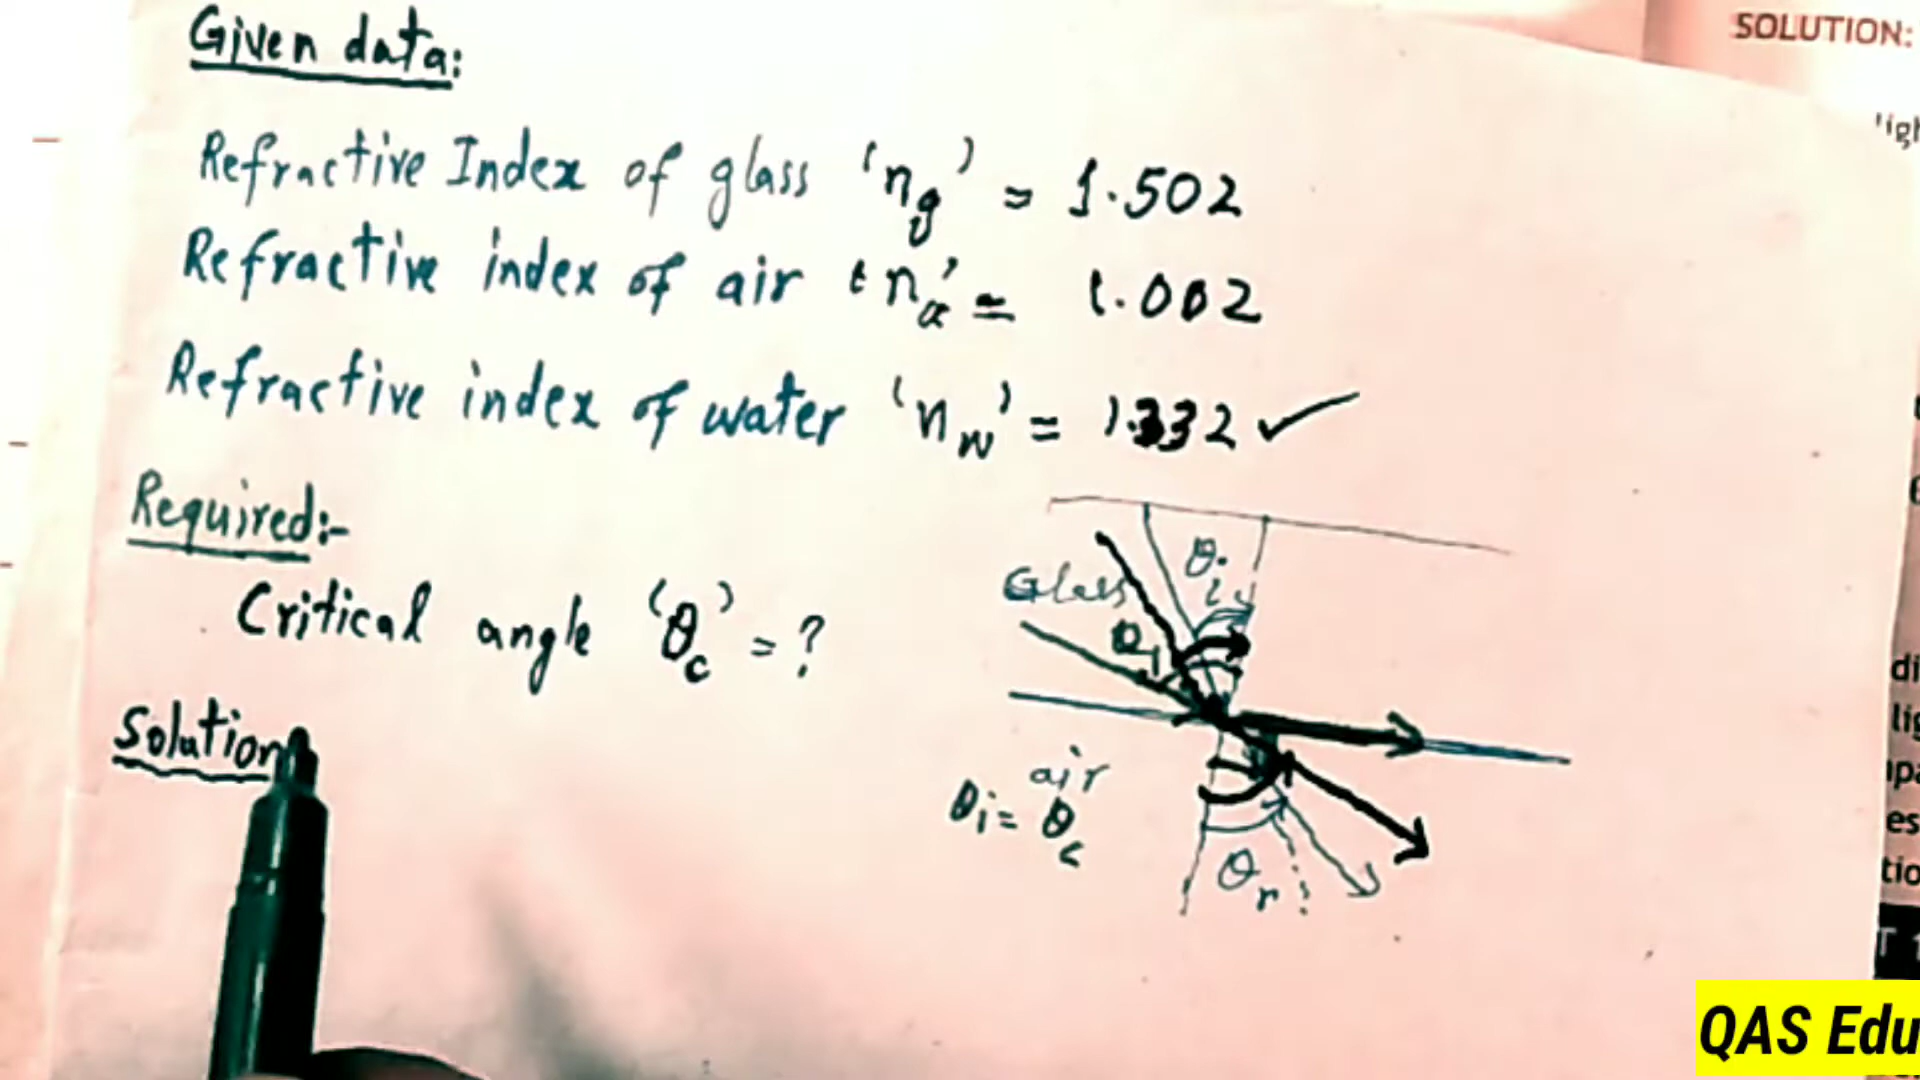 Given data:
Refractive Index of glass 'ng' = 1.502
Refractive index of air 'na' = 1.002
Refractive index of water 'nw' = 1.332 ✓
Required:-
Critical angle 'θc' = ?
Solution
Glass
θi
θ1
air
θi = θc
θr
SOLUTION:
QAS Edu